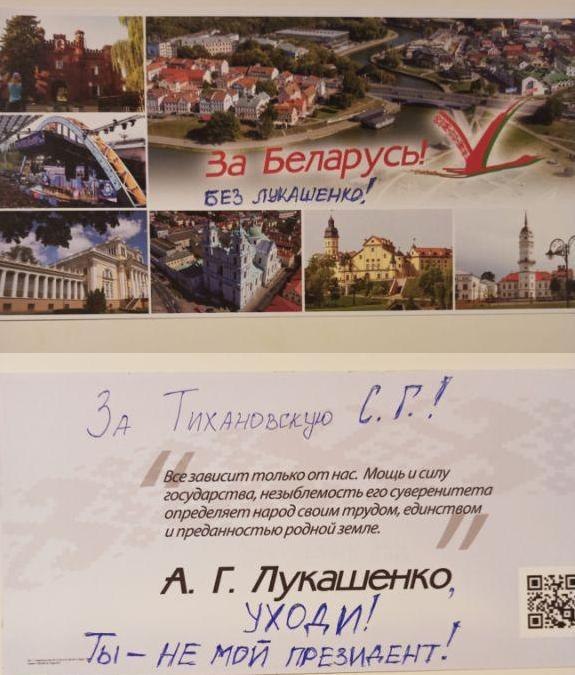 За Беларусь!
БЕЗ ЛУКАШЕНКО!
За Тихановскую С.Г.!
"Все зависит только от нас. Мощь и силу
государства, незыблемость его суверенитета
определяет народ своим трудом, единством
и преданностью родной земле."
А. Г. Лукашенко,
УХОДИ!
ТЫ – НЕ МОЙ ПРЕЗИДЕНТ!